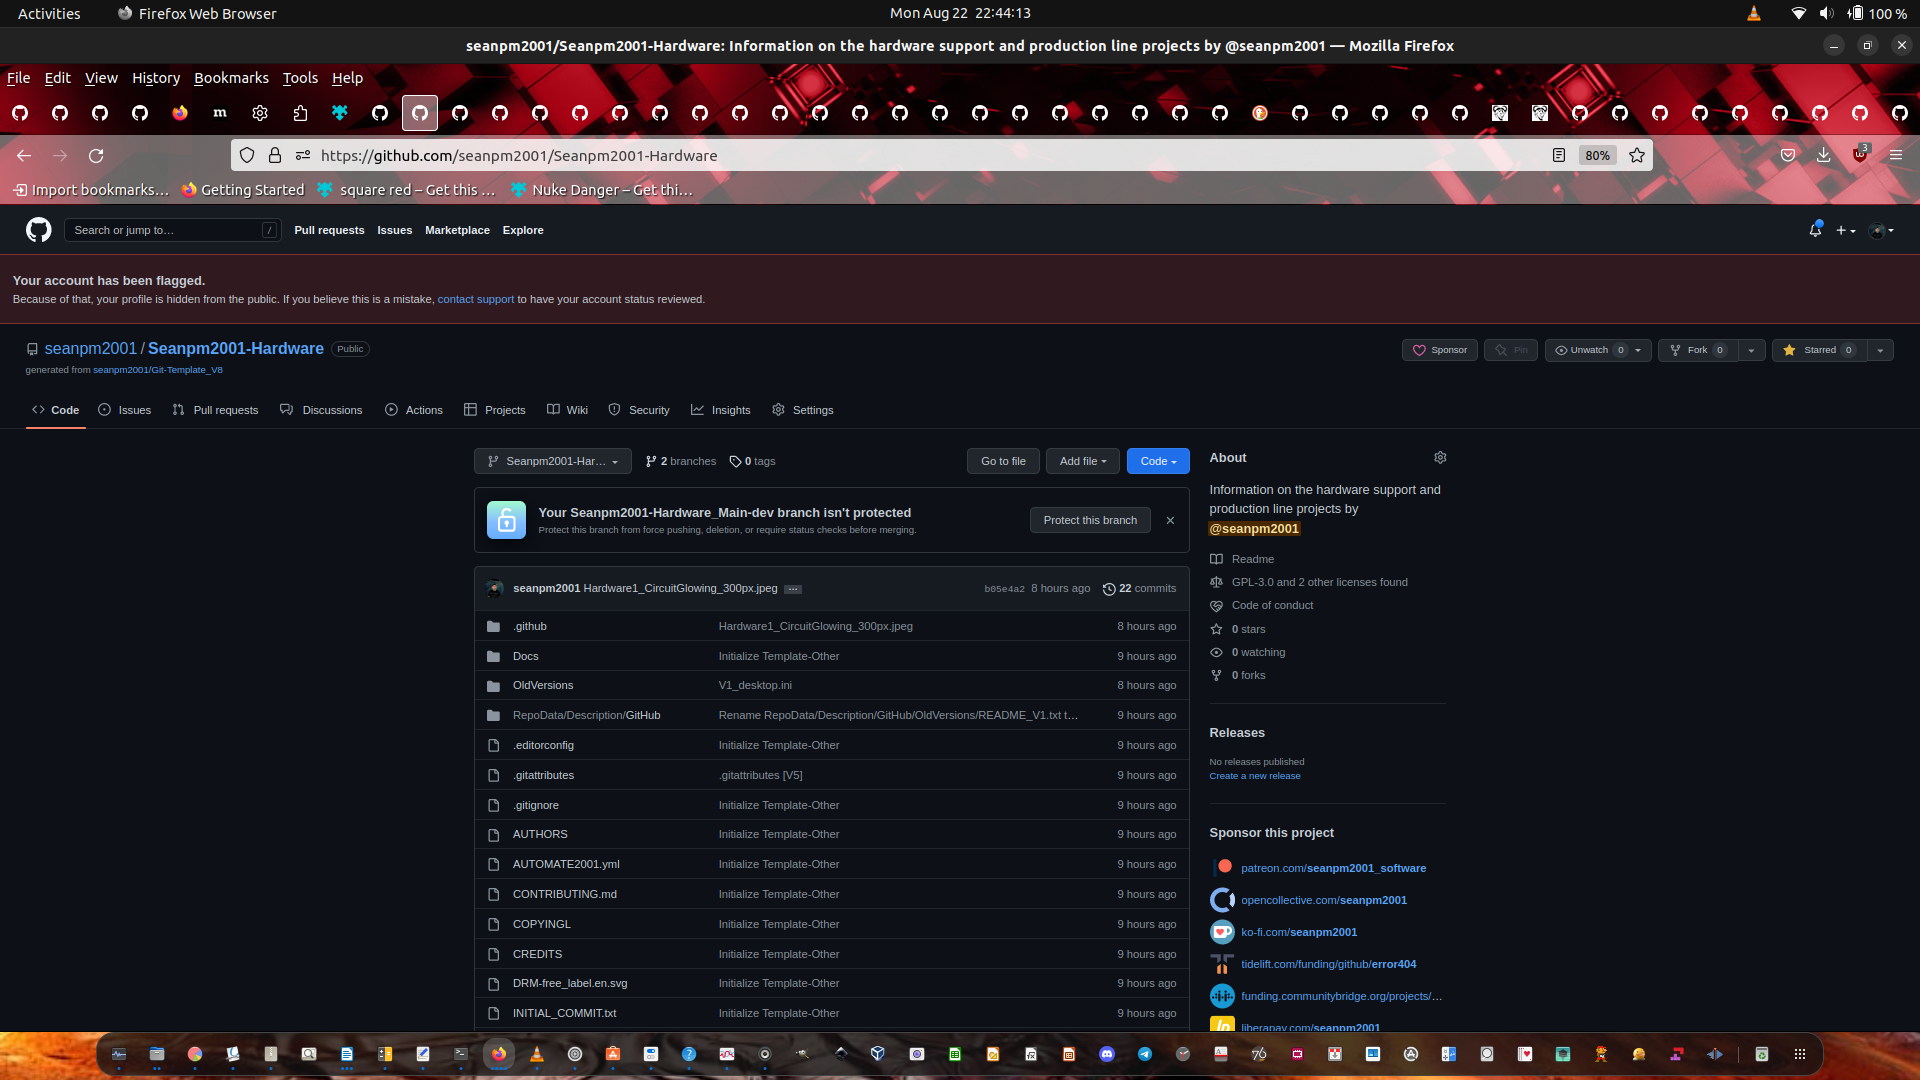 Activities
Firefox Web Browser
Mon Aug 22 22:44:13
100 %
seanpm2001/Seanpm2001-Hardware: Information on the hardware support and production line projects by @seanpm2001 — Mozilla Firefox
File Edit View History Bookmarks Tools Help
https://github.com/seanpm2001/Seanpm2001-Hardware
80%
3
Import bookmarks…
Getting Started
square red – Get this …
Nuke Danger – Get thi…
Search or jump to…
/
Pull requests Issues Marketplace Explore
Your account has been flagged.
Because of that, your profile is hidden from the public. If you believe this is a mistake, contact support to have your account status reviewed.
seanpm2001 / Seanpm2001-Hardware Public
Sponsor
Pin
Unwatch 0
Fork 0
Starred 0
generated from seanpm2001/Git-Template_V8
Code
Issues
Pull requests
Discussions
Actions
Projects
Wiki
Security
Insights
Settings
Seanpm2001-Har…
2 branches
0 tags
Go to file
Add file
Code
Your Seanpm2001-Hardware_Main-dev branch isn't protected
Protect this branch from force pushing, deletion, or require status checks before merging.
Protect this branch
seanpm2001 Hardware1_CircuitGlowing_300px.jpeg
b05e4a2 8 hours ago
22 commits
.github Hardware1_CircuitGlowing_300px.jpeg 8 hours ago
Docs Initialize Template-Other 9 hours ago
OldVersions V1_desktop.ini 8 hours ago
RepoData/Description/GitHub Rename RepoData/Description/GitHub/OldVersions/README_V1.txt t… 9 hours ago
.editorconfig Initialize Template-Other 9 hours ago
.gitattributes .gitattributes [V5] 9 hours ago
.gitignore Initialize Template-Other 9 hours ago
AUTHORS Initialize Template-Other 9 hours ago
AUTOMATE2001.yml Initialize Template-Other 9 hours ago
CONTRIBUTING.md Initialize Template-Other 9 hours ago
COPYINGL Initialize Template-Other 9 hours ago
CREDITS Initialize Template-Other 9 hours ago
DRM-free_label.en.svg Initialize Template-Other 9 hours ago
INITIAL_COMMIT.txt Initialize Template-Other 9 hours ago
About
Information on the hardware support and
production line projects by
@seanpm2001
Readme
GPL-3.0 and 2 other licenses found
Code of conduct
0 stars
0 watching
0 forks
Releases
No releases published
Create a new release
Sponsor this project
patreon.com/seanpm2001_software
opencollective.com/seanpm2001
ko-fi.com/seanpm2001
tidelift.com/funding/github/error404
funding.communitybridge.org/projects/…
liberapay.com/seanpm2001